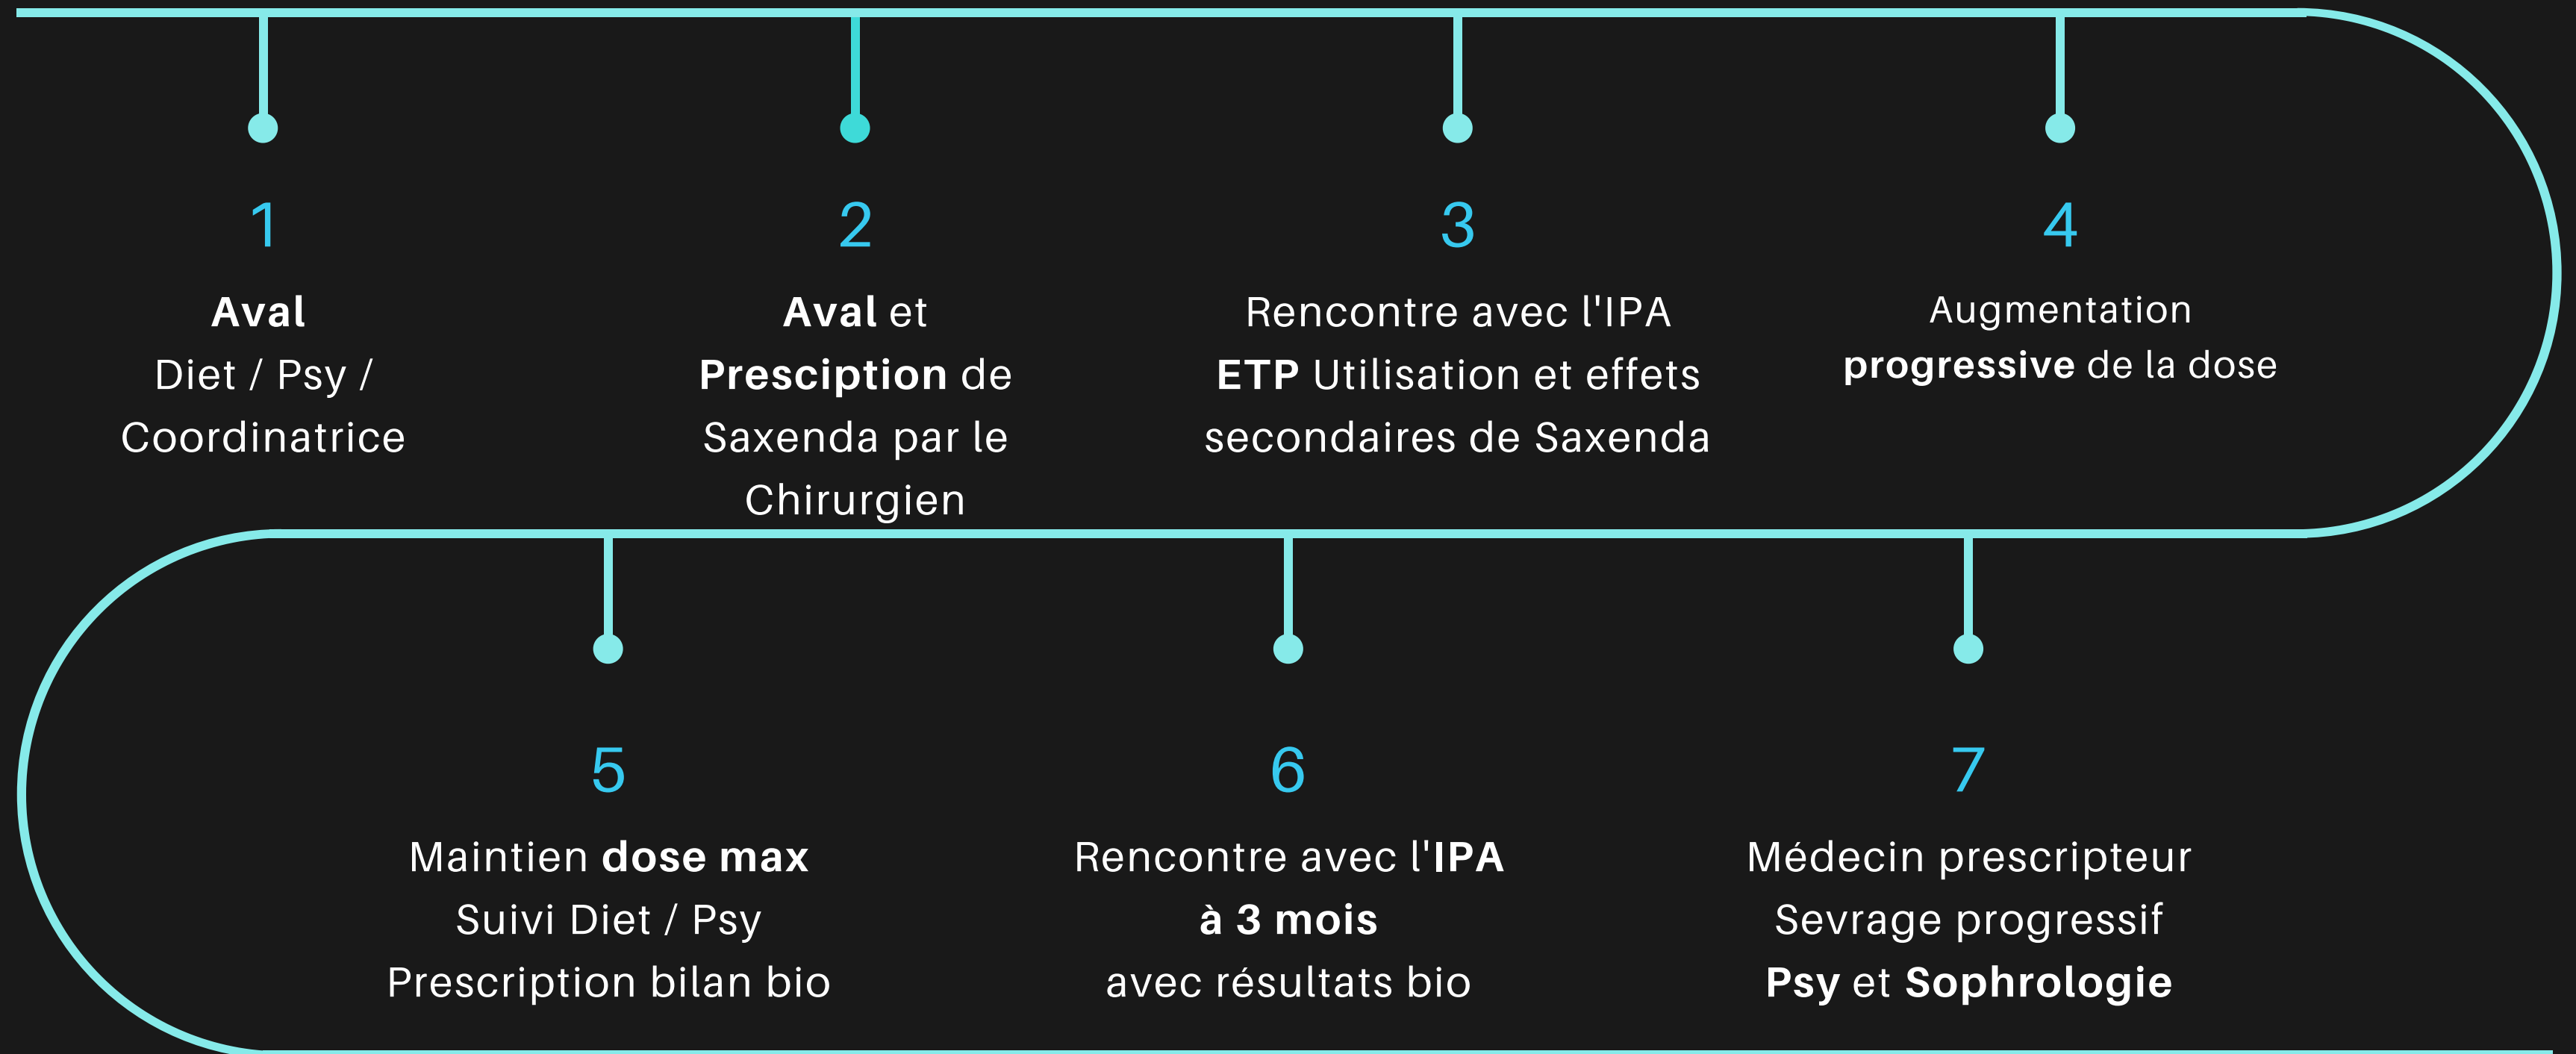 1
Aval
Diet / Psy /
Coordinatrice
2
Aval et
Presciption de
Saxenda par le
Chirurgien
3
Rencontre avec l'IPA
ETP Utilisation et effets
secondaires de Saxenda
4
Augmentation
progressive de la dose
5
Maintien dose max
Suivi Diet / Psy
Prescription bilan bio
6
Rencontre avec l'IPA
à 3 mois
avec résultats bio
7
Médecin prescripteur
Sevrage progressif
Psy et Sophrologie